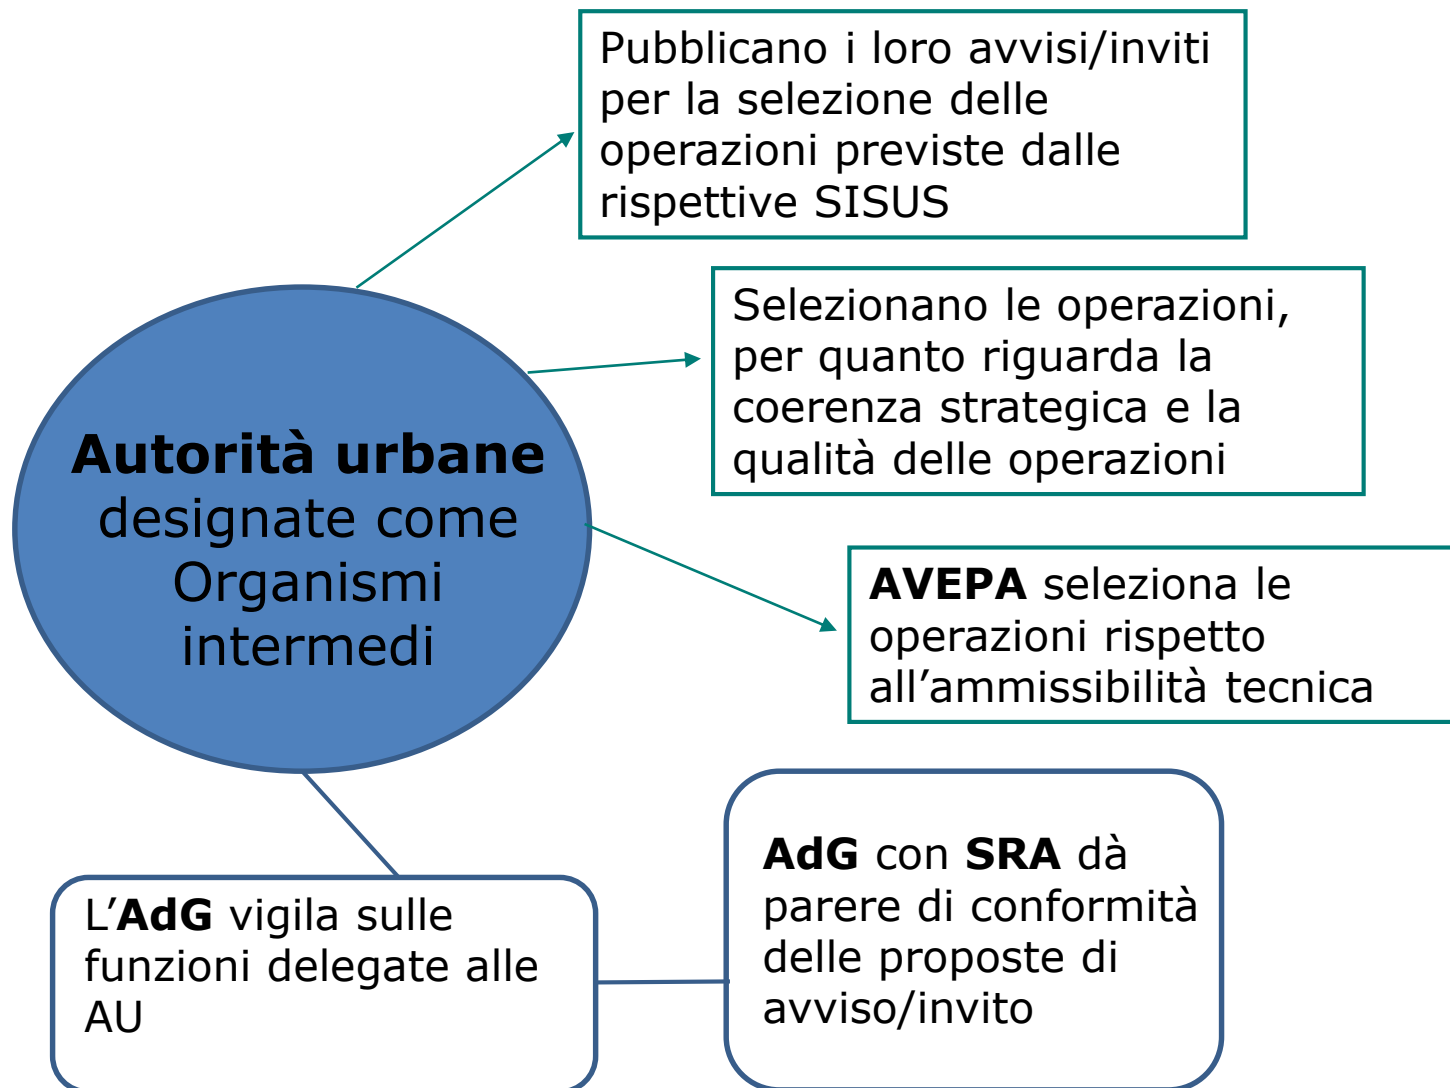 Pubblicano i loro avvisi/inviti
per la selezione delle
operazioni previste dalle
rispettive SISUS
Selezionano le operazioni,
per quanto riguarda la
coerenza strategica e la
qualità delle operazioni
Autorità urbane
designate come
Organismi
intermedi
AVEPA seleziona le
operazioni rispetto
all’ammissibilità tecnica
AdG con SRA dà
parere di conformità
delle proposte di
avviso/invito
L’AdG vigila sulle
funzioni delegate alle
AU